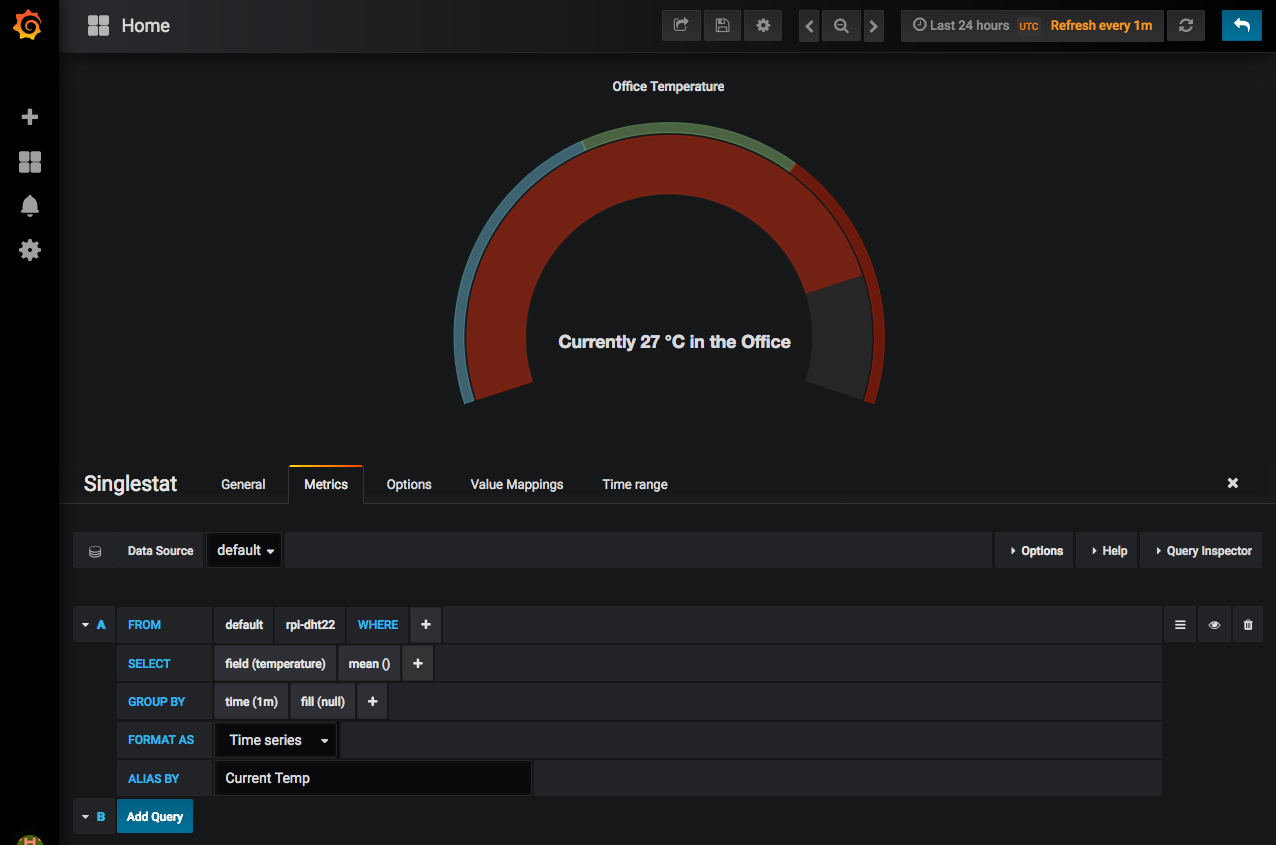 Home
Last 24 hours UTC Refresh every 1m
Office Temperature
Currently 27 °C in the Office
Singlestat General Metrics Options Value Mappings Time range
Data Source default Options Help Query Inspector
A FROM default rpi-dht22 WHERE +
SELECT field (temperature) mean () +
GROUP BY time (1m) fill (null) +
FORMAT AS Time series
ALIAS BY Current Temp
B Add Query
H